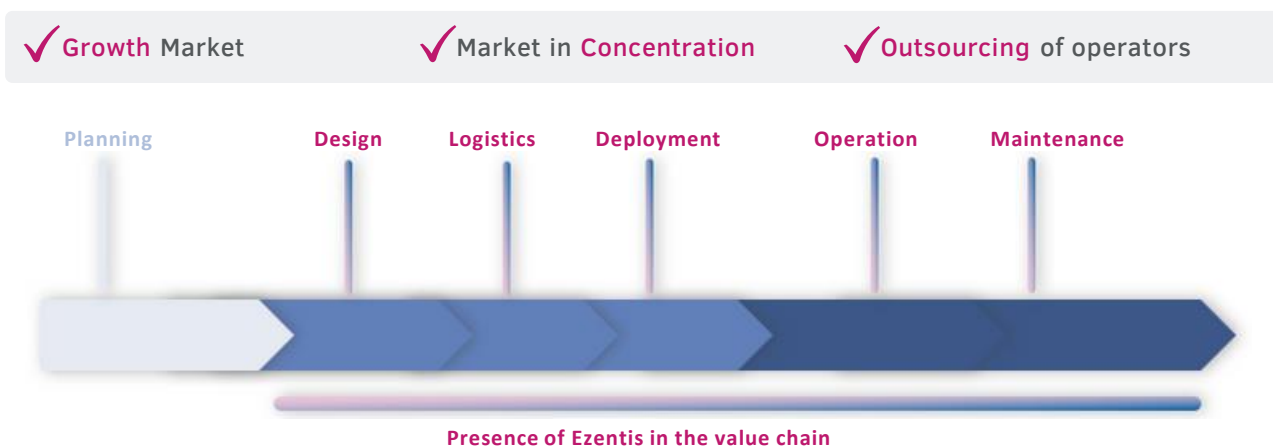 Growth Market
Market in Concentration
Outsourcing of operators
Planning
Design
Logistics
Deployment
Operation
Maintenance
Presence of Ezentis in the value chain